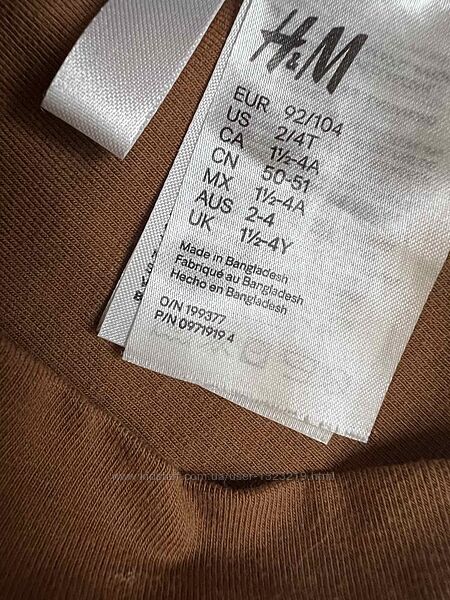 H&M
EUR 92/104
US 2/4T
CA 1½-4A
CN 50-51
MX 1½-4A
AUS 2-4
UK 1½-4Y
Made in Bangladesh
Fabriqué au Bangladesh
Hecho en Bangladesh
O/N 199377
P/N 0971919 4